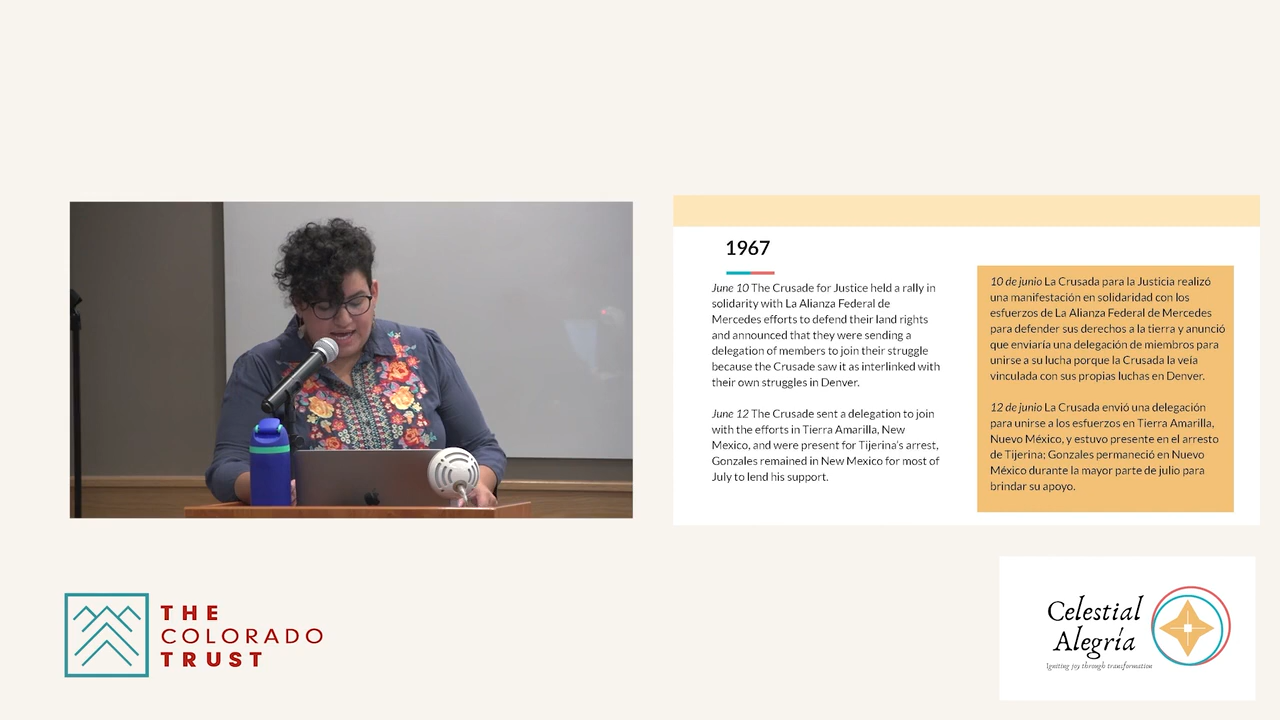 1967
June 10 The Crusade for Justice held a rally in
solidarity with La Alianza Federal de
Mercedes efforts to defend their land rights
and announced that they were sending a
delegation of members to join their struggle
because the Crusade saw it as interlinked with
their own struggles in Denver.
June 12 The Crusade sent a delegation to join
with the efforts in Tierra Amarilla, New
Mexico, and were present for Tijerina's arrest,
Gonzales remained in New Mexico for most of
July to lend his support.
10 de junio La Crusada para la Justicia realizó
una manifestación en solidaridad con los
esfuerzos de La Alianza Federal de Mercedes
para defender sus derechos a la tierra y anunció
que enviaría una delegación de miembros para
unirse a su lucha porque la Crusada la veía
vinculada con sus propias luchas en Denver.
12 de junio La Crusada envió una delegación
para unirse a los esfuerzos en Tierra Amarilla,
Nuevo México, y estuvo presente en el arresto
de Tijerina; Gonzales permaneció en Nuevo
México durante la mayor parte de julio para
brindar su apoyo.
THE
COLORADO
TRUST
Celestial
Alegría
Igniting joy through transformation